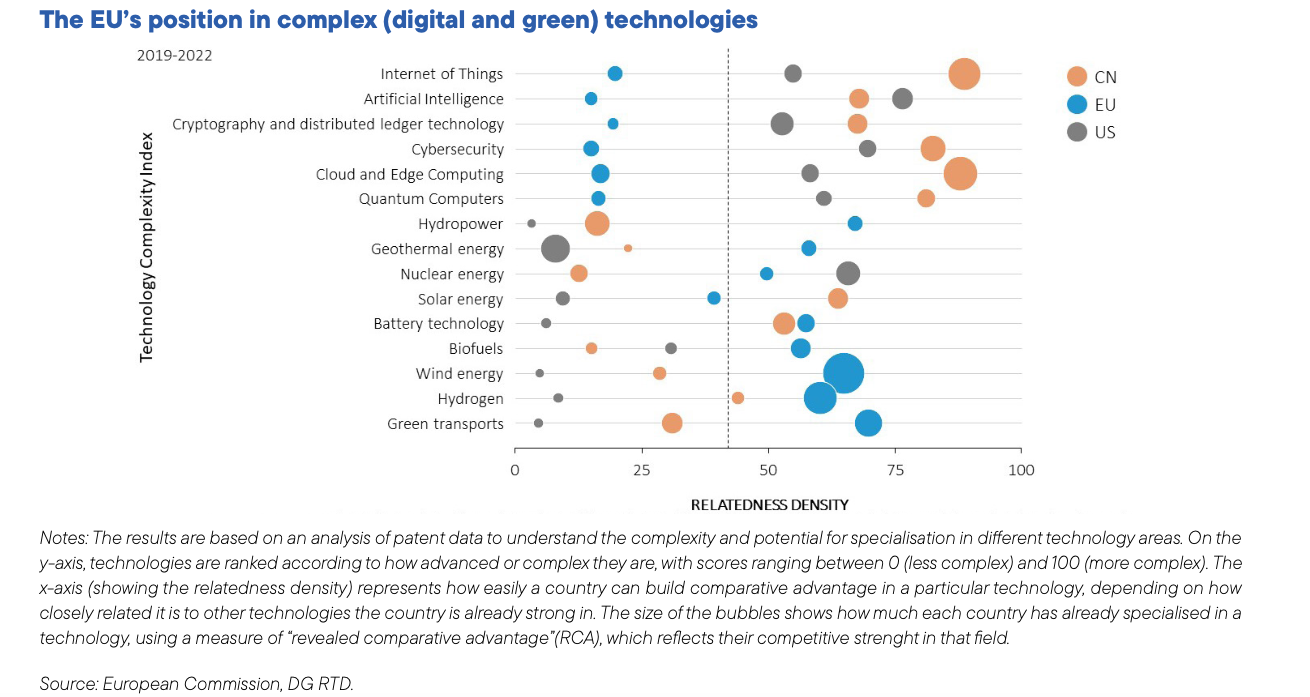 The EU’s position in complex (digital and green) technologies
2019-2022
Technology Complexity Index
Internet of Things
Artificial Intelligence
Cryptography and distributed ledger technology
Cybersecurity
Cloud and Edge Computing
Quantum Computers
Hydropower
Geothermal energy
Nuclear energy
Solar energy
Battery technology
Biofuels
Wind energy
Hydrogen
Green transports
CN
EU
US
0 25 50 75 100
RELATEDNESS DENSITY
Notes: The results are based on an analysis of patent data to understand the complexity and potential for specialisation in different technology areas. On the
y-axis, technologies are ranked according to how advanced or complex they are, with scores ranging between 0 (less complex) and 100 (more complex). The
x-axis (showing the relatedness density) represents how easily a country can build comparative advantage in a particular technology, depending on how
closely related it is to other technologies the country is already strong in. The size of the bubbles shows how much each country has already specialised in a
technology, using a measure of “revealed comparative advantage”(RCA), which reflects their competitive strenght in that field.
Source: European Commission, DG RTD.